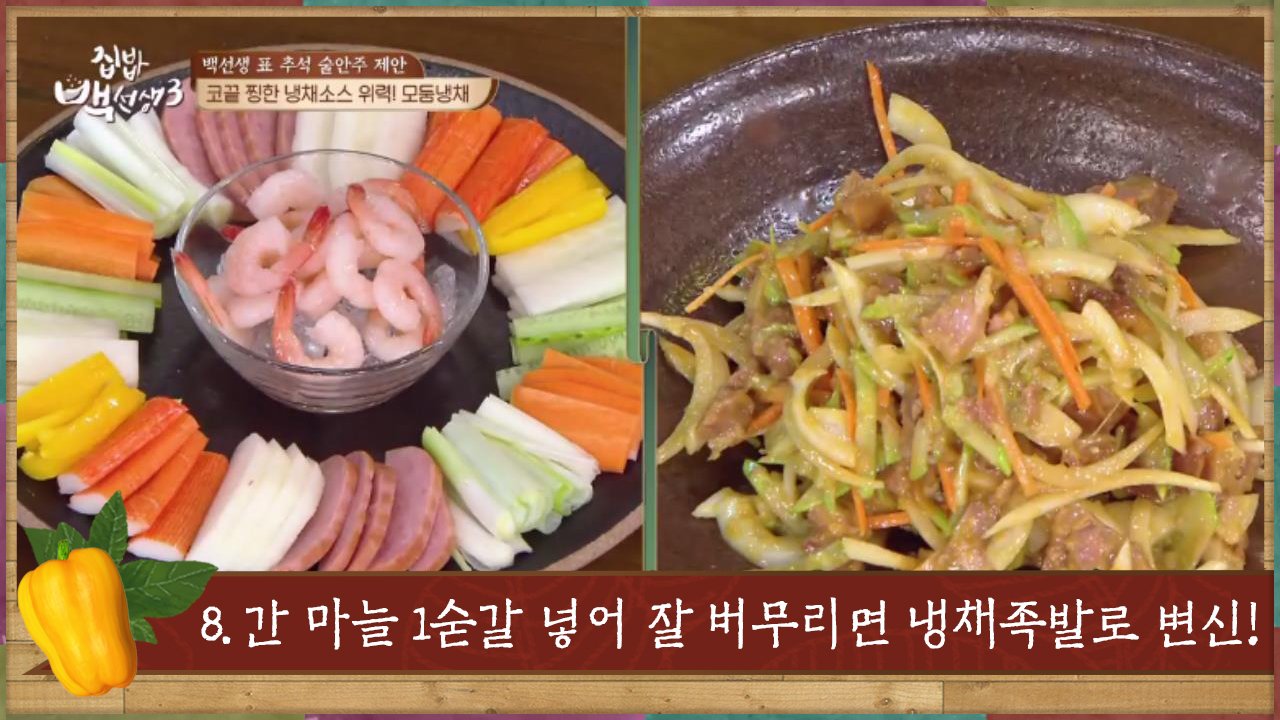 집밥
백선생3
백선생 표 추석 술안주 제안
코끝 찡한 냉채소스 위력! 모둠냉채
8. 간 마늘 1숟갈 넣어 잘 버무리면 냉채족발로 변신!